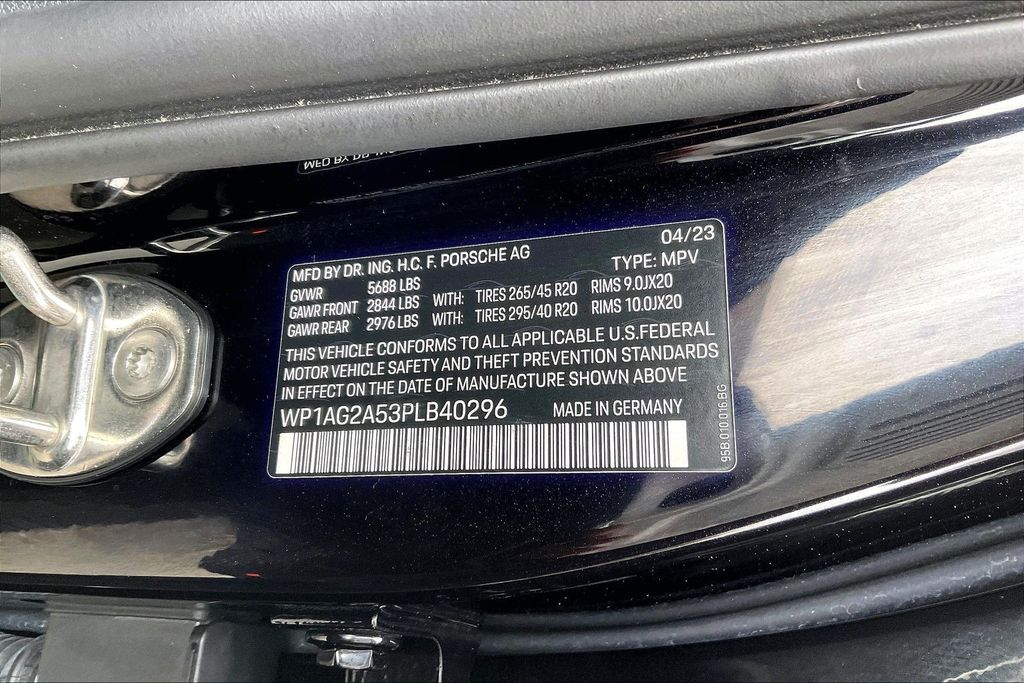 04/23
MFD BY DR. ING. H.C. F. PORSCHE AG
TYPE: MPV
GVWR 5688 LBS
GAWR FRONT 2844 LBS WITH: TIRES 265/45 R20 RIMS 9.0JX20
GAWR REAR 2976 LBS WITH: TIRES 295/40 R20 RIMS 10.0JX20
THIS VEHICLE CONFORMS TO ALL APPLICABLE U.S.FEDERAL
MOTOR VEHICLE SAFETY AND THEFT PREVENTION STANDARDS
IN EFFECT ON THE DATE OF MANUFACTURE SHOWN ABOVE
WP1AG2A53PLB40296 MADE IN GERMANY
95B.010.016.BG